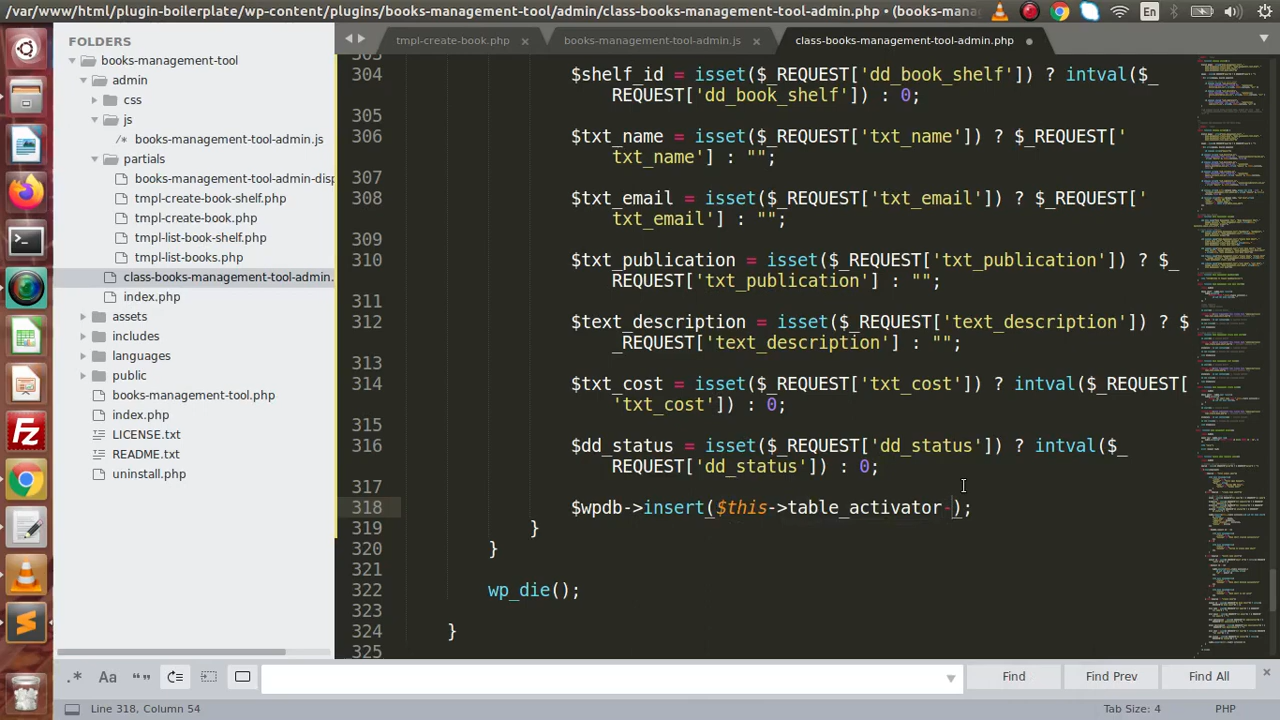 /var/www/html/plugin-boilerplate/wp-content/plugins/books-management-tool/admin/class-books-management-tool-admin.php • (books-mana
En
FOLDERS
books-management-tool
admin
css
js
books-management-tool-admin.js
partials
books-management-tool-admin-disp
tmpl-create-book-shelf.php
tmpl-create-book.php
tmpl-list-book-shelf.php
tmpl-list-books.php
class-books-management-tool-admin.
index.php
assets
includes
languages
public
books-management-tool.php
index.php
LICENSE.txt
README.txt
uninstall.php
tmpl-create-book.php
books-management-tool-admin.js
class-books-management-tool-admin.php
303
304 $shelf_id = isset($_REQUEST['dd_book_shelf']) ? intval($_
REQUEST['dd_book_shelf']) : 0;
305
306 $txt_name = isset($_REQUEST['txt_name']) ? $_REQUEST['
txt_name'] : "";
307
308 $txt_email = isset($_REQUEST['txt_email']) ? $_REQUEST['
txt_email'] : "";
309
310 $txt_publication = isset($_REQUEST['txt_publication']) ? $_
REQUEST['txt_publication'] : "";
311
312 $text_description = isset($_REQUEST['text_description']) ? $
_REQUEST['text_description'] : "";
313
314 $txt_cost = isset($_REQUEST['txt_cost']) ? intval($_REQUEST[
'txt_cost']) : 0;
315
316 $dd_status = isset($_REQUEST['dd_status']) ? intval($_
REQUEST['dd_status']) : 0;
317
318 $wpdb->insert($this->table_activator-)
319 }
320 }
321
322 wp_die();
323
324 }
325
.*
Aa
“”
Find
Find Prev
Find All
Line 318, Column 54
Tab Size: 4
PHP